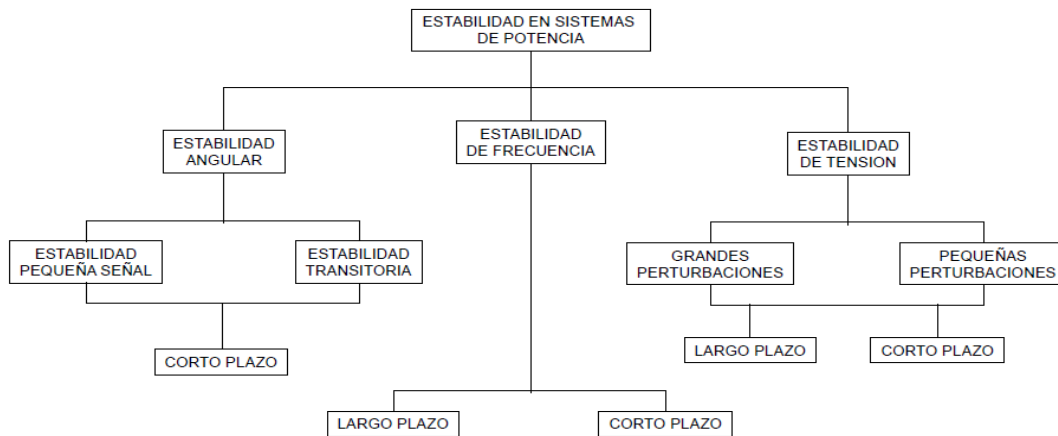 ESTABILIDAD EN SISTEMAS
DE POTENCIA
ESTABILIDAD
ANGULAR
ESTABILIDAD
DE FRECUENCIA
ESTABILIDAD
DE TENSION
ESTABILIDAD
PEQUEÑA SEÑAL
ESTABILIDAD
TRANSITORIA
GRANDES
PERTURBACIONES
PEQUEÑAS
PERTURBACIONES
CORTO PLAZO
LARGO PLAZO
CORTO PLAZO
LARGO PLAZO
CORTO PLAZO